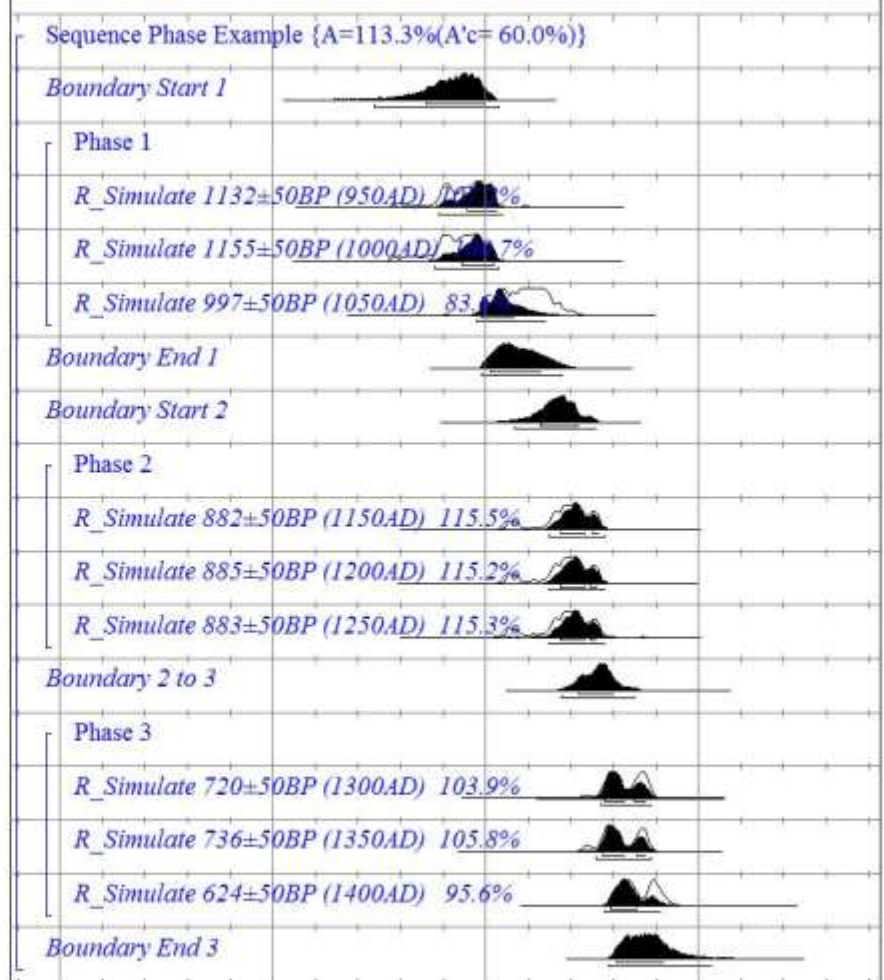 Sequence Phase Example {A=113.3%(A'c= 60.0%)}
Boundary Start 1
Phase 1
R_Simulate 1132±50BP (950AD)
R_Simulate 1155±50BP (1000AD)
R_Simulate 997±50BP (1050AD)
Boundary End 1
Boundary Start 2
Phase 2
R_Simulate 882±50BP (1150AD) 115.5%
R_Simulate 885±50BP (1200AD) 115.2%
R_Simulate 883±50BP (1250AD) 115.3%
Boundary 2 to 3
Phase 3
R_Simulate 720±50BP (1300AD) 103.9%
R_Simulate 736±50BP (1350AD) 105.8%
R_Simulate 624±50BP (1400AD) 95.6%
Boundary End 3